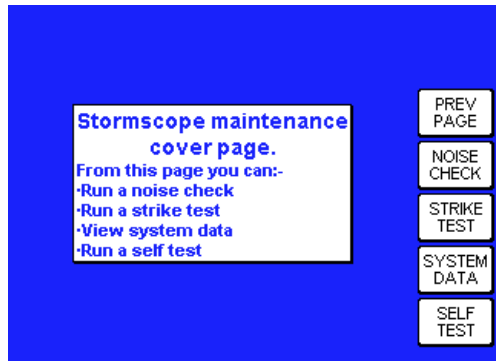 Stormscope maintenance
cover page.
From this page you can:-
·Run a noise check
·Run a strike test
·View system data
·Run a self test
PREV
PAGE
NOISE
CHECK
STRIKE
TEST
SYSTEM
DATA
SELF
TEST